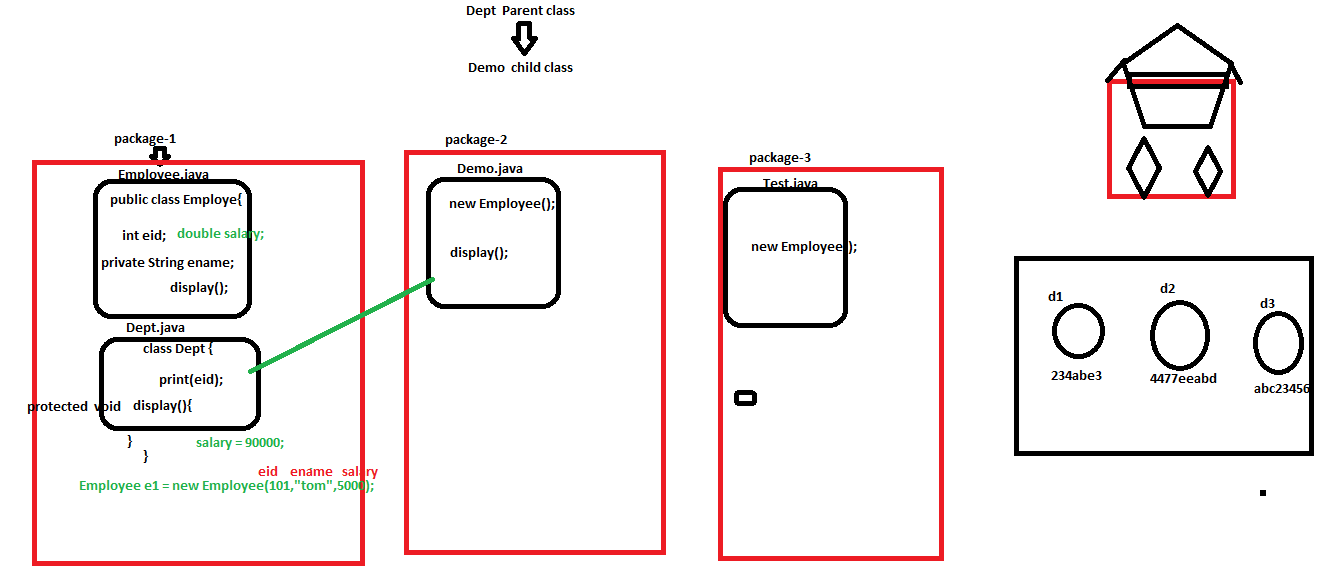 Dept Parent class
Demo child class
package-1
Employee.java
public class Employe{
int eid; double salary;
private String ename;
display();
Dept.java
class Dept {
print(eid);
protected void display(){
}
salary = 90000;
}
eid ename salary
Employee e1 = new Employee(101,"tom",5000);
package-2
Demo.java
new Employee();
display();
package-3
Test.java
new Employee();
d1
d2
d3
234abe3
4477eeabd
abc23456